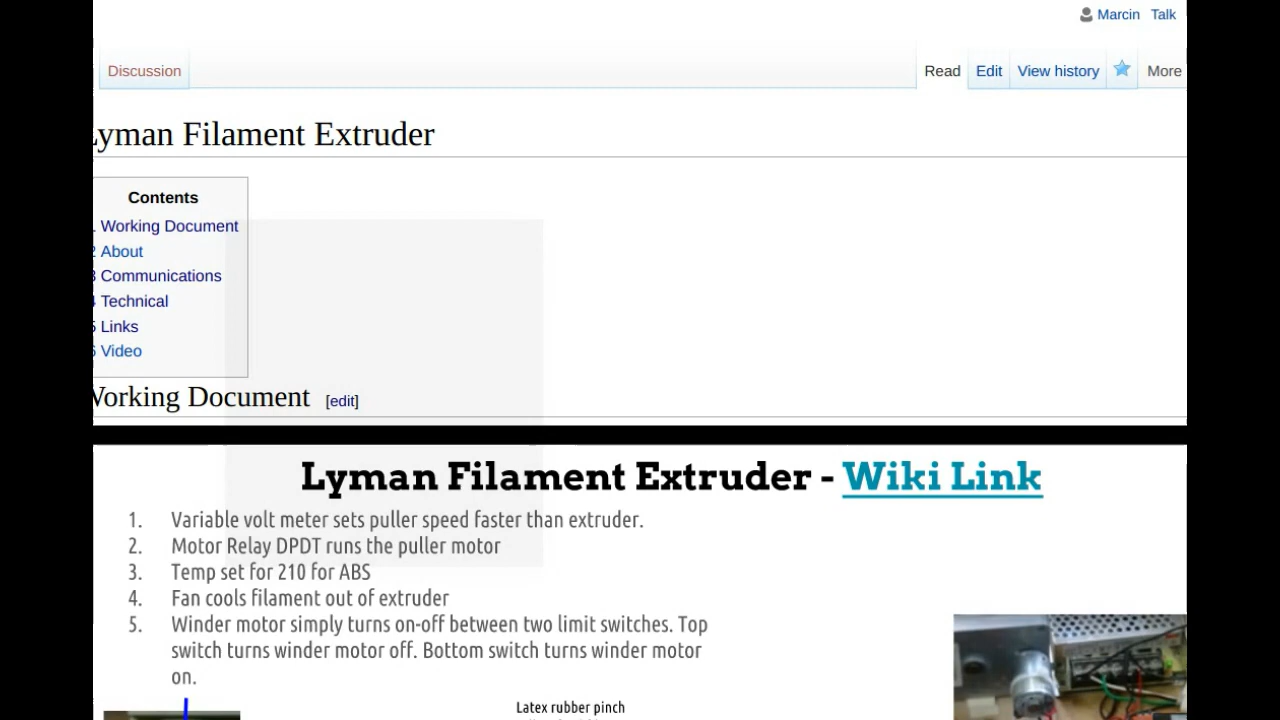 Marcin Talk
Discussion
Read Edit View history More
Lyman Filament Extruder
Contents
1 Working Document
2 About
3 Communications
4 Technical
5 Links
6 Video
Working Document [edit]
Lyman Filament Extruder - Wiki Link
1. Variable volt meter sets puller speed faster than extruder.
2. Motor Relay DPDT runs the puller motor
3. Temp set for 210 for ABS
4. Fan cools filament out of extruder
5. Winder motor simply turns on-off between two limit switches. Top
switch turns winder motor off. Bottom switch turns winder motor
on.
Latex rubber pinch